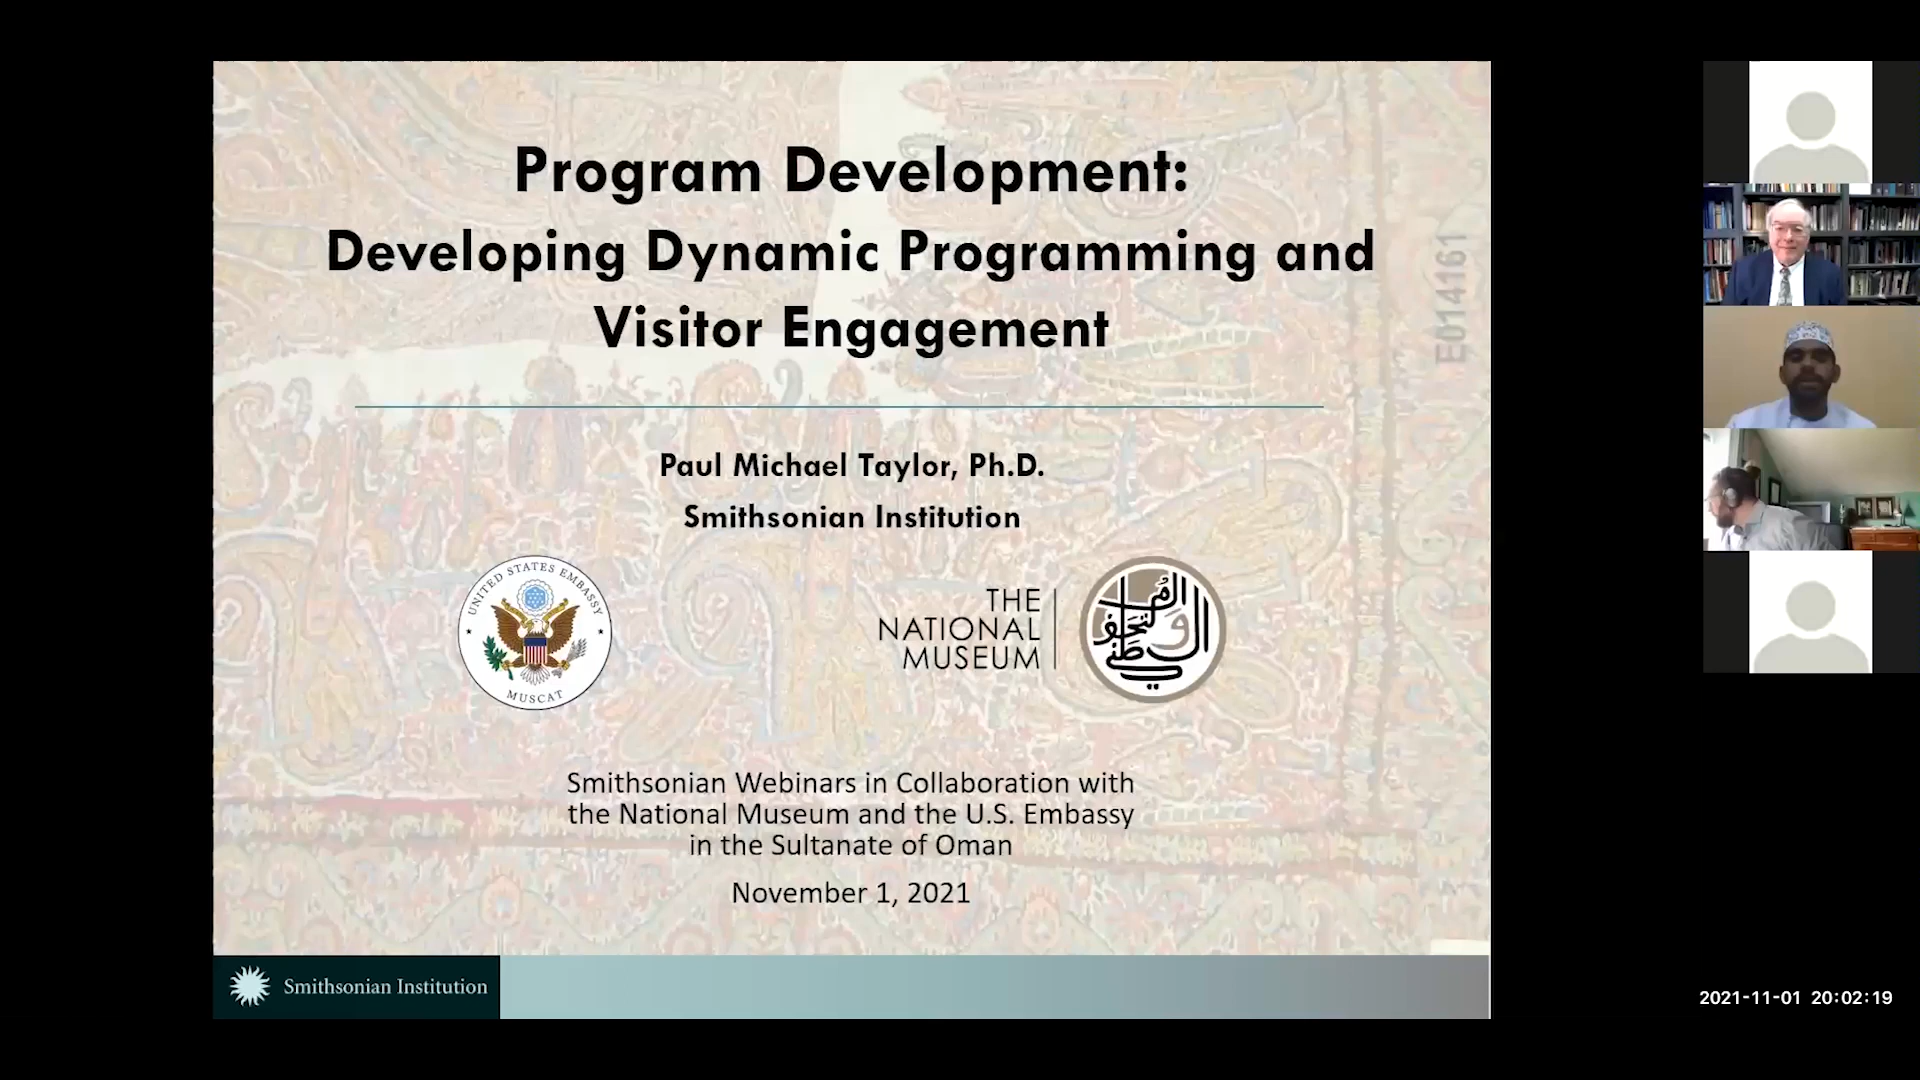 Program Development:
Developing Dynamic Programming and
Visitor Engagement
E014161
Paul Michael Taylor, Ph.D.
Smithsonian Institution
UNITED STATES EMBASSY
MUSCAT
THE
NATIONAL
MUSEUM
المتحف الوطني
Smithsonian Webinars in Collaboration with
the National Museum and the U.S. Embassy
in the Sultanate of Oman
November 1, 2021
Smithsonian Institution
2021-11-01 20:02:19